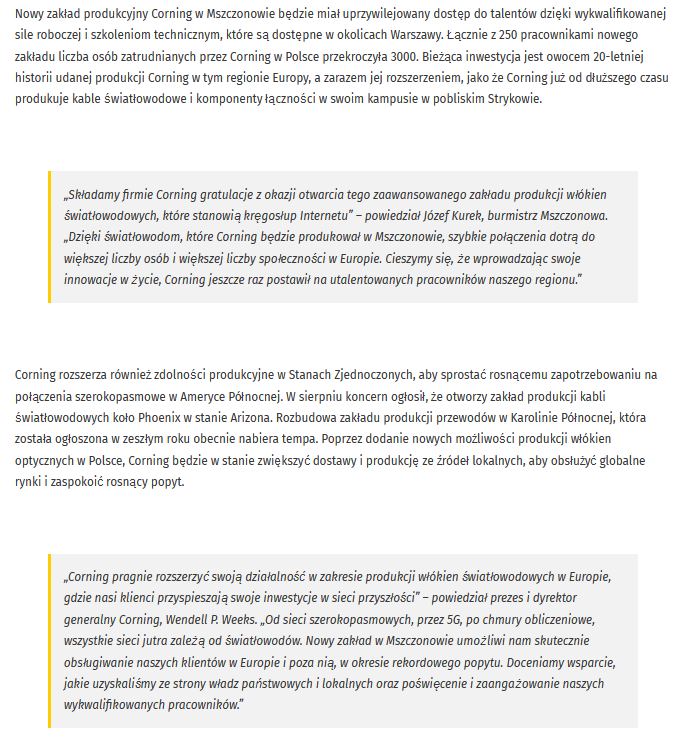 Nowy zakład produkcyjny Corning w Mszczonowie będzie miał uprzywilejowany dostęp do talentów dzięki wykwalifikowanej
sile roboczej i szkoleniom technicznym, które są dostępne w okolicach Warszawy. Łącznie z 250 pracownikami nowego
zakładu liczba osób zatrudnianych przez Corning w Polsce przekroczyła 3000. Bieżąca inwestycja jest owocem 20-letniej
historii udanej produkcji Corning w tym regionie Europy, a zarazem jej rozszerzeniem, jako że Corning już od dłuższego czasu
produkuje kable światłowodowe i komponenty łączności w swoim kampusie w pobliskim Strykowie.
„Składamy firmie Corning gratulacje z okazji otwarcia tego zaawansowanego zakładu produkcji włókien
światłowodowych, które stanowią kręgosłup Internetu” – powiedział Józef Kurek, burmistrz Mszczonowa.
„Dzięki światłowodom, które Corning będzie produkował w Mszczonowie, szybkie połączenia dotrą do
większej liczby osób i większej liczby społeczności w Europie. Cieszymy się, że wprowadzając swoje
innowacje w życie, Corning jeszcze raz postawił na utalentowanych pracowników naszego regionu.”
Corning rozszerza również zdolności produkcyjne w Stanach Zjednoczonych, aby sprostać rosnącemu zapotrzebowaniu na
połączenia szerokopasmowe w Ameryce Północnej. W sierpniu koncern ogłosił, że otworzy zakład produkcji kabli
światłowodowych koło Phoenix w stanie Arizona. Rozbudowa zakładu produkcji przewodów w Karolinie Północnej, która
została ogłoszona w zeszłym roku obecnie nabiera tempa. Poprzez dodanie nowych możliwości produkcji włókien
optycznych w Polsce, Corning będzie w stanie zwiększyć dostawy i produkcję ze źródeł lokalnych, aby obsłużyć globalne
rynki i zaspokoić rosnący popyt.
„Corning pragnie rozszerzyć swoją działalność w zakresie produkcji włókien światłowodowych w Europie,
gdzie nasi klienci przyspieszają swoje inwestycje w sieci przyszłości” – powiedział prezes i dyrektor
generalny Corning, Wendell P. Weeks. „Od sieci szerokopasmowych, przez 5G, po chmury obliczeniowe,
wszystkie sieci jutra zależą od światłowodów. Nowy zakład w Mszczonowie umożliwi nam skutecznie
obsługiwanie naszych klientów w Europie i poza nią, w okresie rekordowego popytu. Doceniamy wsparcie,
jakie uzyskaliśmy ze strony władz państwowych i lokalnych oraz poświęcenie i zaangażowanie naszych
wykwalifikowanych pracowników.”